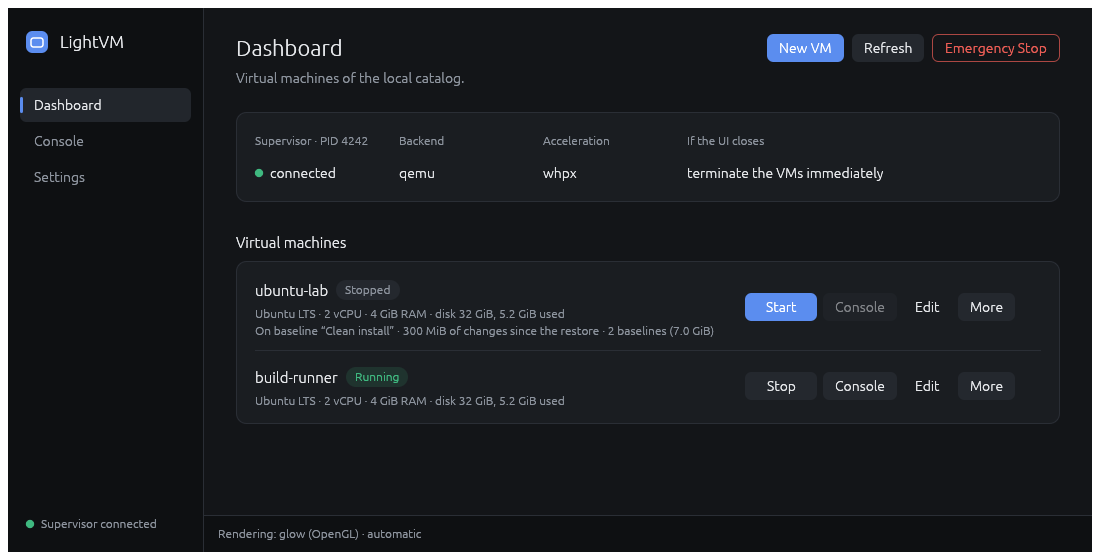 LightVM
Dashboard
Console
Settings
Supervisor connected
Dashboard
New VM
Refresh
Emergency Stop
Virtual machines of the local catalog.
Supervisor · PID 4242
Backend
Acceleration
If the UI closes
connected
qemu
whpx
terminate the VMs immediately
Virtual machines
ubuntu-lab
Stopped
Ubuntu LTS · 2 vCPU · 4 GiB RAM · disk 32 GiB, 5.2 GiB used
On baseline “Clean install” · 300 MiB of changes since the restore · 2 baselines (7.0 GiB)
Start
Console
Edit
More
build-runner
Running
Ubuntu LTS · 2 vCPU · 4 GiB RAM · disk 32 GiB, 5.2 GiB used
Stop
Console
Edit
More
Rendering: glow (OpenGL) · automatic